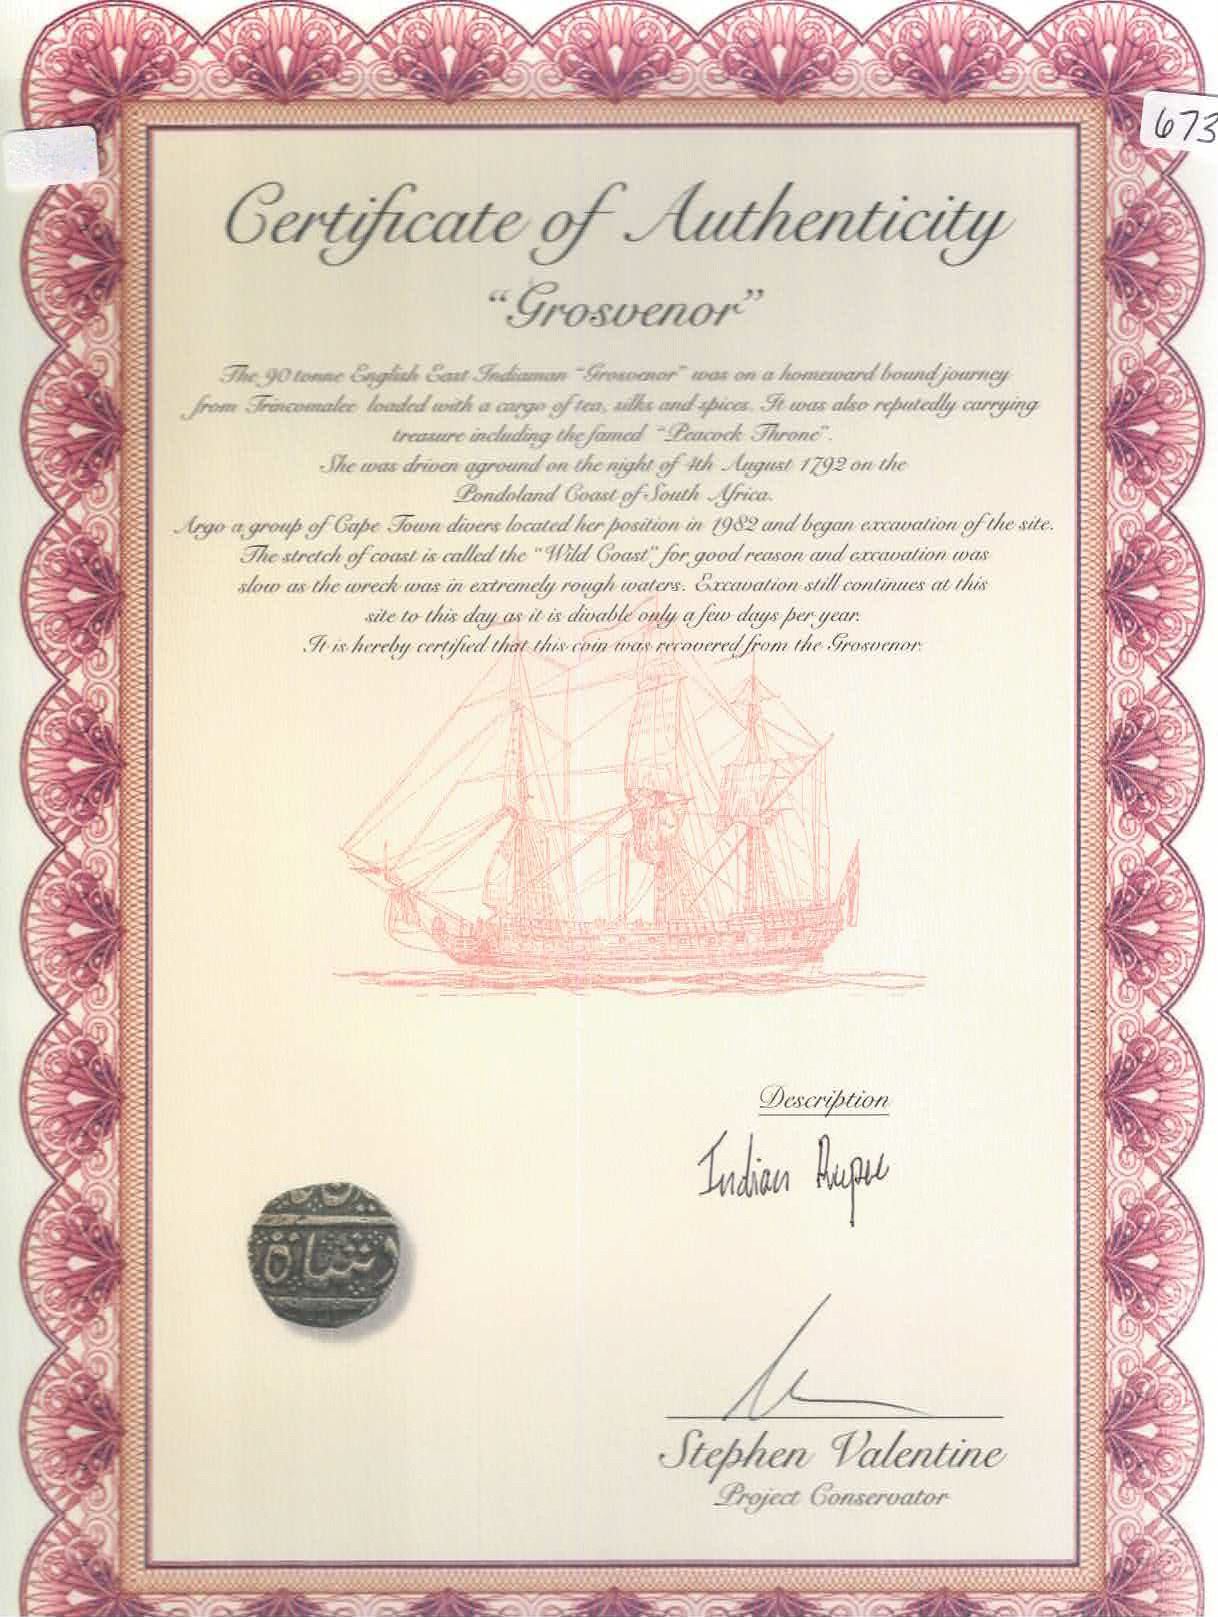 673
Certificate of Authenticity
"Grosvenor"
The 90 tonne English East Indiaman "Grosvenor" was on a homeward bound journey
from Trincomalee loaded with a cargo of tea, silks and spices. It was also reputedly carrying
treasure including the famed "Peacock Throne".
She was driven aground on the night of 4th August 1792 on the
Pondoland Coast of South Africa.
Argo a group of Cape Town divers located her position in 1982 and began excavation of the site.
The stretch of coast is called the "Wild Coast" for good reason and excavation was
slow as the wreck was in extremely rough waters. Excavation still continues at this
site to this day as it is divable only a few days per year.
It is hereby certified that this coin was recovered from the Grosvenor.
Description
Indian Rupee
شاه
Stephen Valentine
Project Conservator